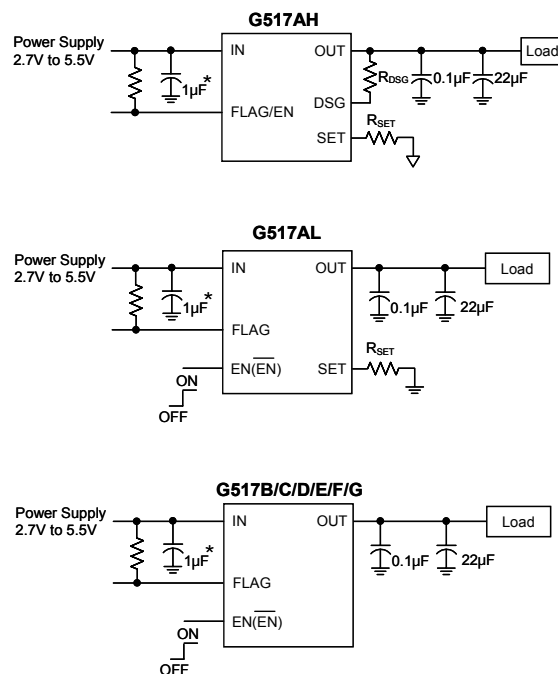 G517AH
Power Supply
2.7V to 5.5V
IN
OUT
Load
1µF*
RDSG
0.1µF
22µF
DSG
FLAG/EN
SET
RSET
G517AL
Power Supply
2.7V to 5.5V
IN
OUT
Load
1µF*
0.1µF
22µF
FLAG
ON
EN(E̅N̅)
SET
RSET
OFF
G517B/C/D/E/F/G
Power Supply
2.7V to 5.5V
IN
OUT
Load
1µF*
0.1µF
22µF
FLAG
ON
EN(E̅N̅)
OFF